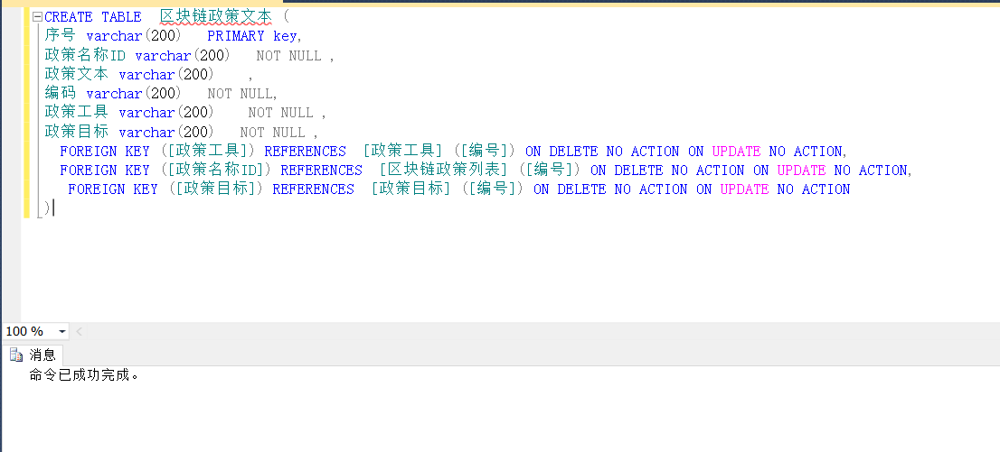 CREATE TABLE  区块链政策文本 (
序号 varchar(200)   PRIMARY key,
政策名称ID varchar(200)   NOT NULL ,
政策文本 varchar(200)    ,
编码 varchar(200)   NOT NULL,
政策工具 varchar(200)    NOT NULL ,
政策目标 varchar(200)   NOT NULL ,
  FOREIGN KEY ([政策工具]) REFERENCES  [政策工具] ([编号]) ON DELETE NO ACTION ON UPDATE NO ACTION,
  FOREIGN KEY ([政策名称ID]) REFERENCES  [区块链政策列表] ([编号]) ON DELETE NO ACTION ON UPDATE NO ACTION,
   FOREIGN KEY ([政策目标]) REFERENCES  [政策目标] ([编号]) ON DELETE NO ACTION ON UPDATE NO ACTION
)
100 %
消息
命令已成功完成。